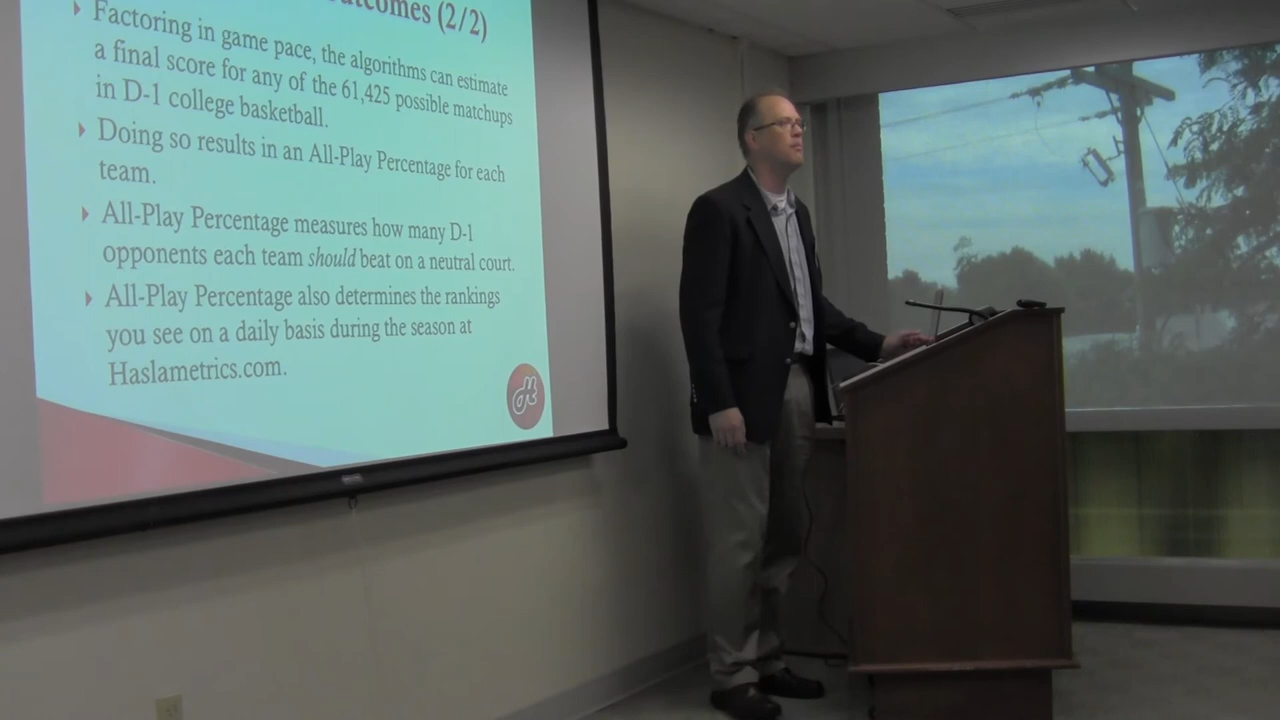 outcomes (2/2)
Factoring in game pace, the algorithms can estimate
a final score for any of the 61,425 possible matchups
in D-1 college basketball.
Doing so results in an All-Play Percentage for each
team.
All-Play Percentage measures how many D-1
opponents each team should beat on a neutral court.
All-Play Percentage also determines the rankings
you see on a daily basis during the season at
Haslametrics.com.